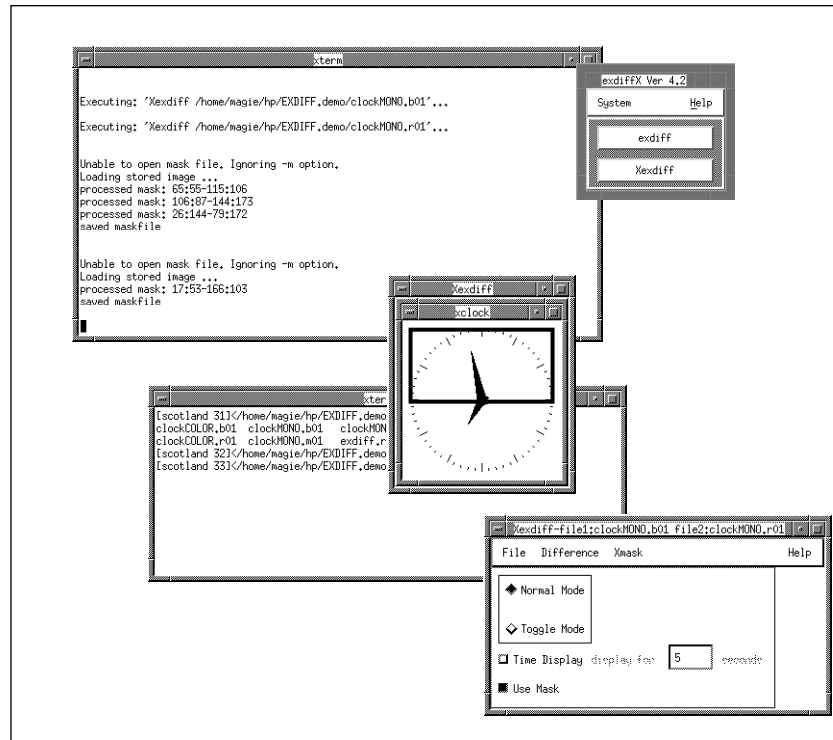 xterm
Executing: 'Xexdiff /home/magie/hp/EXDIFF.demo/clockMONO.b01'...
Executing: 'Xexdiff /home/magie/hp/EXDIFF.demo/clockMONO.r01'...
Unable to open mask file. Ignoring -m option.
Loading stored image ...
processed mask: 65:55-115:106
processed mask: 106:87-144:173
processed mask: 26:144-79:172
saved maskfile
Unable to open mask file. Ignoring -m option.
Loading stored image ...
processed mask: 17:53-166:103
saved maskfile
exdiffX Ver 4.2
System Help
exdiff
Xexdiff
Xexdiff
xclock
xter
[scotland 31]</home/magie/hp/EXDIFF.demo
clockCOLOR.b01 clockMONO.b01 clockMON
clockCOLOR.r01 clockMONO.m01 exdiff.r
[scotland 32]</home/magie/hp/EXDIFF.demo
[scotland 33]</home/magie/hp/EXDIFF.demo
Xexdiff-file1:clockMONO.b01 file2:clockMONO.r01
File Difference Xmask Help
Normal Mode
Toggle Mode
Time Display display for 5 seconds
Use Mask